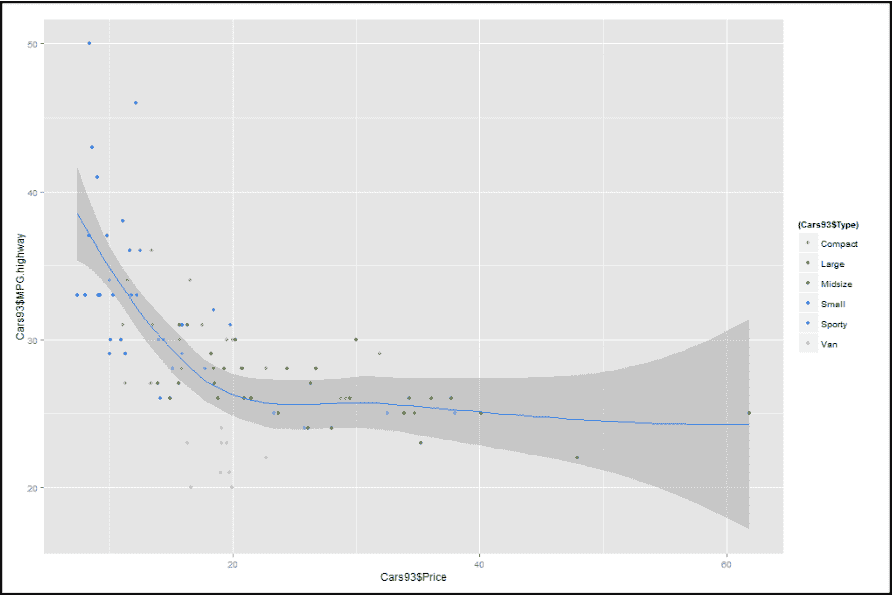 50
40
30
20
Cars93$MPG.highway
20
40
60
Cars93$Price
(Cars93$Type)
Compact
Large
Midsize
Small
Sporty
Van